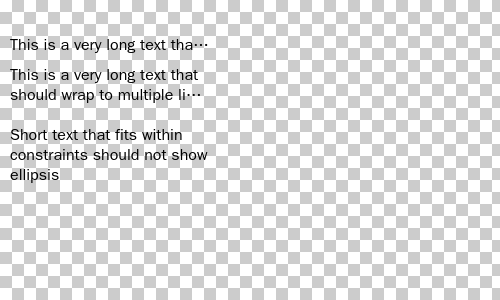 This is a very long text tha⋯
This is a very long text that
should wrap to multiple li⋯
Short text that fits within
constraints should not show
ellipsis